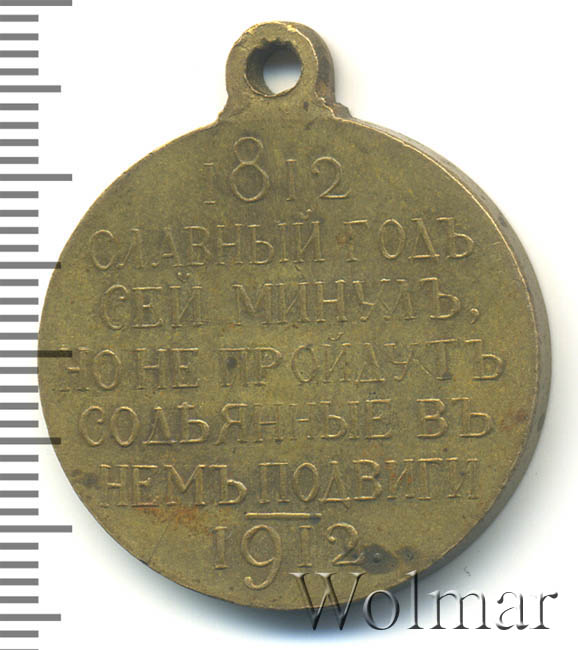 1812
СЛАВНЫЙ ГОДЪ
СЕЙ МИНУЛЪ,
НО НЕ ПРОЙДУТЪ
СОДѢЯННЫЕ ВЪ
НЕМЪ ПОДВИГИ
1912
Wolmar